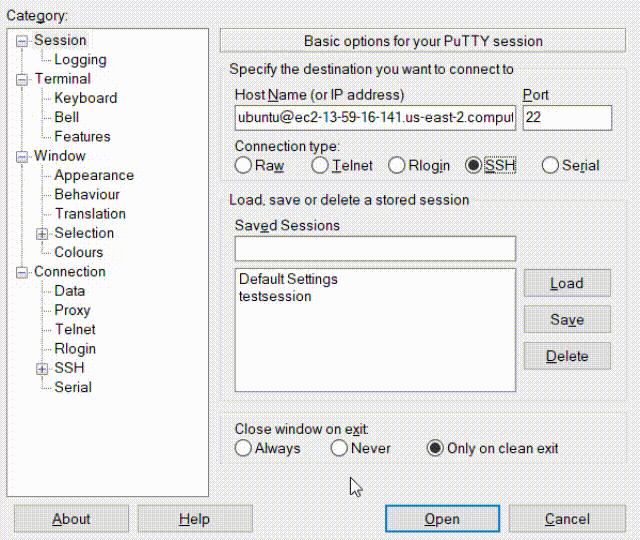 Category:
Session
Logging
Terminal
Keyboard
Bell
Features
Window
Appearance
Behaviour
Translation
Selection
Colours
Connection
Data
Proxy
Telnet
Rlogin
SSH
Serial
Basic options for your PuTTY session
Specify the destination you want to connect to
Host Name (or IP address) Port
ubuntu@ec2-13-59-16-141.us-east-2.comput 22
Connection type:
Raw Telnet Rlogin SSH Serial
Load, save or delete a stored session
Saved Sessions
Default Settings
testsession
Load
Save
Delete
Close window on exit:
Always Never Only on clean exit
About Help Open Cancel